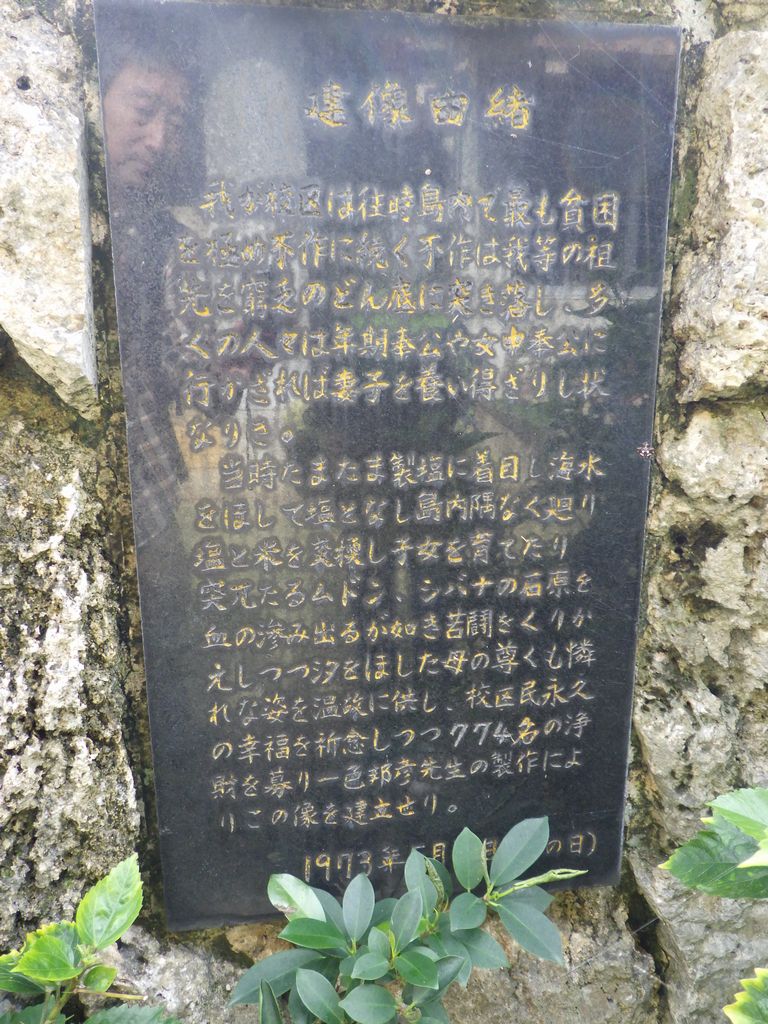 建像由緒
我が校区は往時島内では最も貧困
を極め不作に続く不作では我等の祖
先を窮乏のどん底に突き落し、多
くの人々は年期奉公や女中奉公に
行かざれば妻子を養い得ざりし状
なりき。
当時たまたま製塩に着目し海水
をほして塩となし島内隅なく廻り
塩と米を変換し子女を育てたり
突兀たるムドン、シバナの石原を
血の滲み出るが如き苦闘をくりか
えしつつ汐をほした母の尊くも憐
れな姿を温故に供し、校区民永久
の幸福を祈念しつつ774名の浄
財を募り一色邦彦先生の製作によ
りこの像を建立せり。
1973年 月 の日)